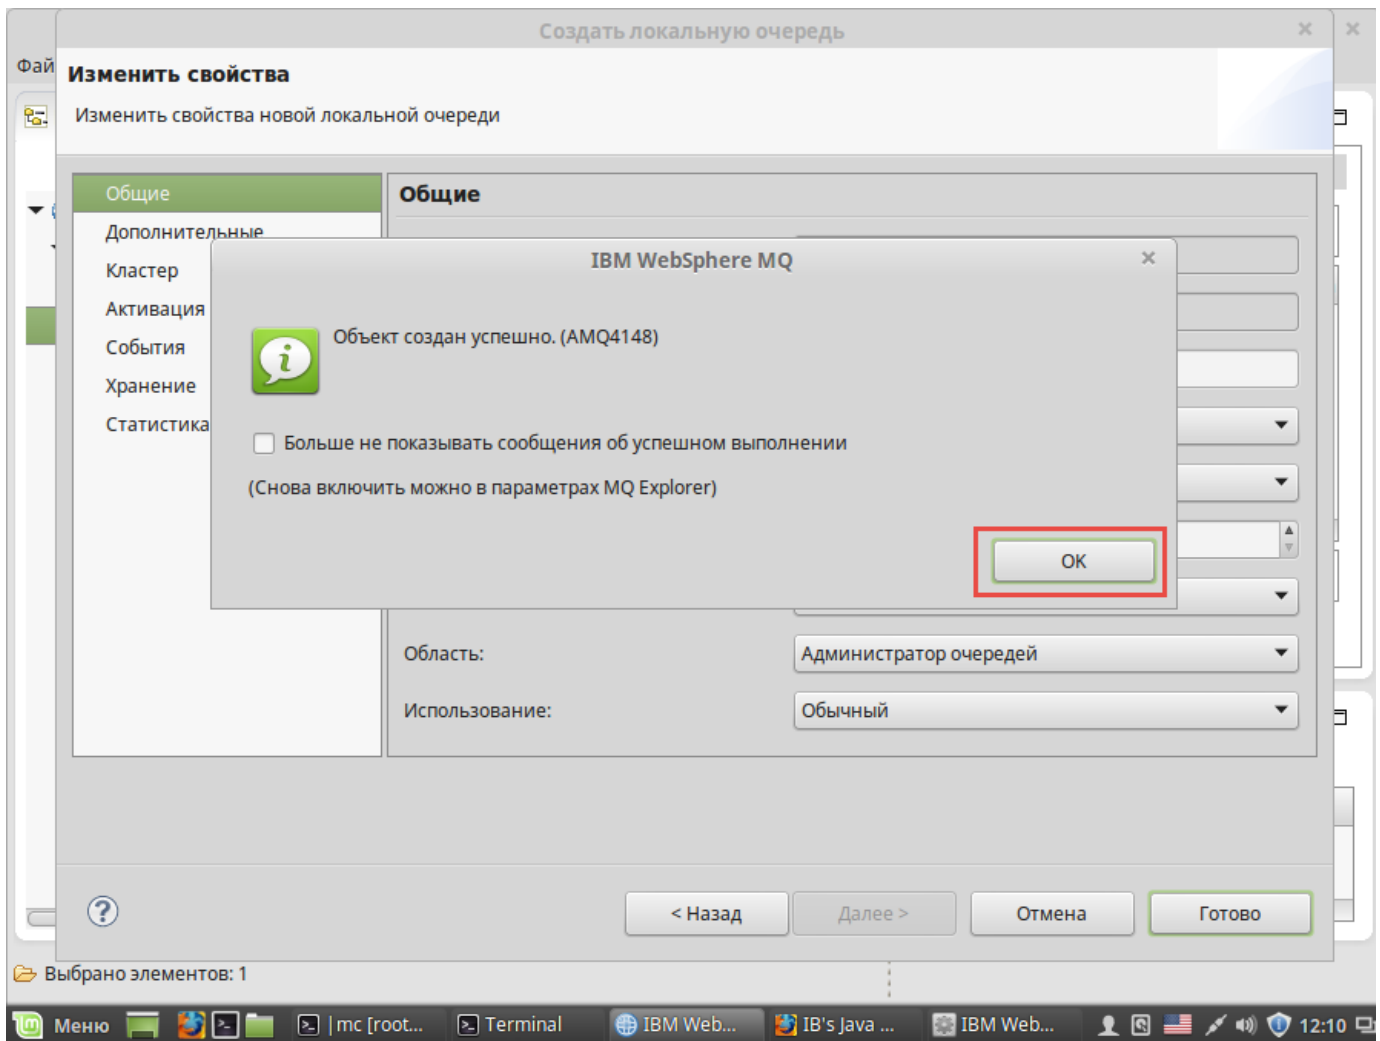 Создать локальную очередь
Фай
Изменить свойства
Изменить свойства новой локальной очереди
Общие
Дополнительные
Кластер
Активация
События
Хранение
Статистика
Общие
IBM WebSphere MQ
Объект создан успешно. (AMQ4148)
Больше не показывать сообщения об успешном выполнении
(Снова включить можно в параметрах MQ Explorer)
OK
Область: Администратор очередей
Использование: Обычный
< Назад Далее > Отмена Готово
Выбрано элементов: 1
Меню | mc [root... Terminal IBM Web... IB's Java ... IBM Web... 12:10